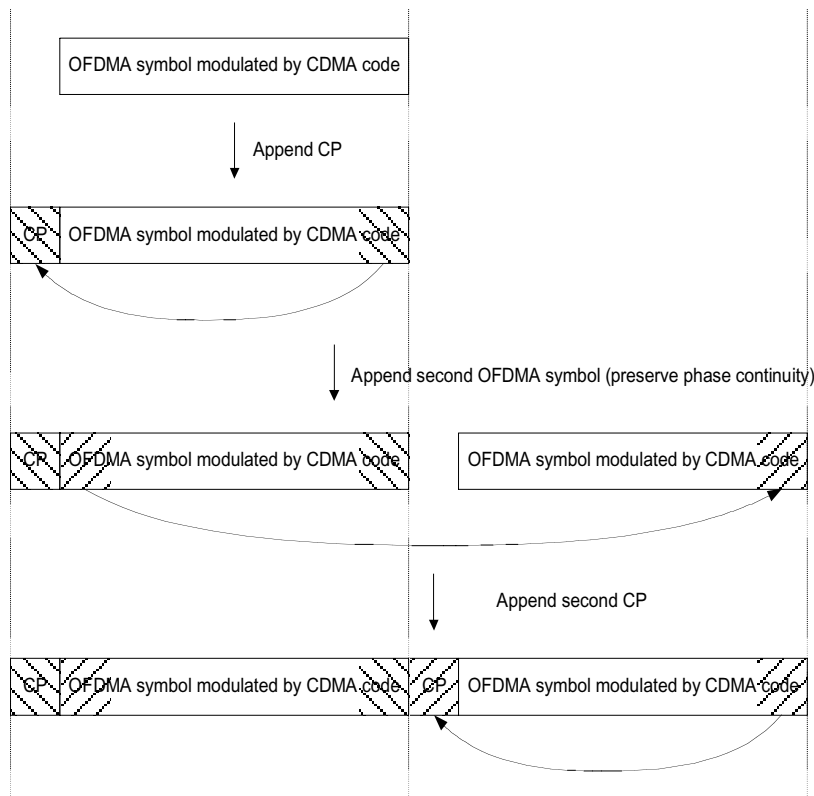 OFDMA symbol modulated by CDMA code
Append CP
CP OFDMA symbol modulated by CDMA code
Append second OFDMA symbol (preserve phase continuity)
CP OFDMA symbol modulated by CDMA code OFDMA symbol modulated by CDMA code
Append second CP
CP OFDMA symbol modulated by CDMA code CP OFDMA symbol modulated by CDMA code